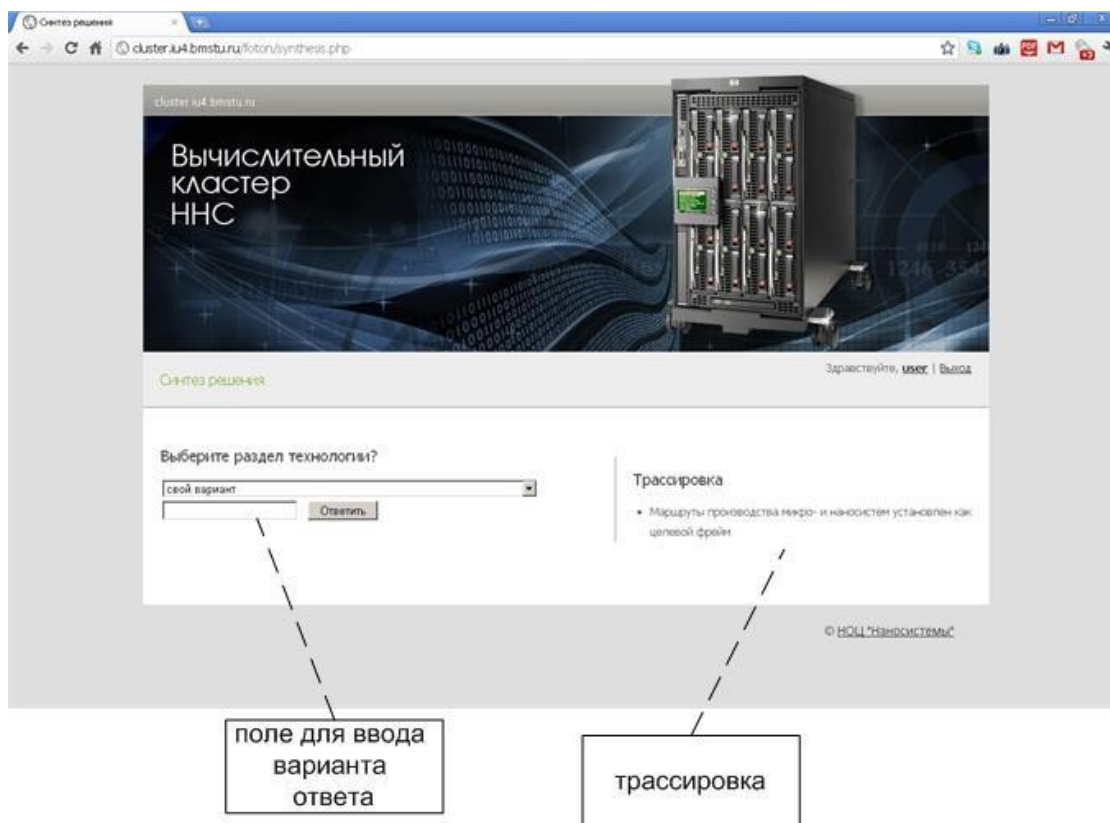 Синтез решения
cluster.iu4.bmstu.ru/foton/synthesis.php
cluster.iu4.bmstu.ru
Вычислительный
кластер
ННС
Синтез решения
Здравствуйте, user | Выход
Выберите раздел технологии?
свой вариант
Ответить
Трассировка
• Маршруты производства микро- и наносистем установлен как
целевой фрейм
© НОЦ "Наносистемы"
поле для ввода
варианта
ответа
трассировка